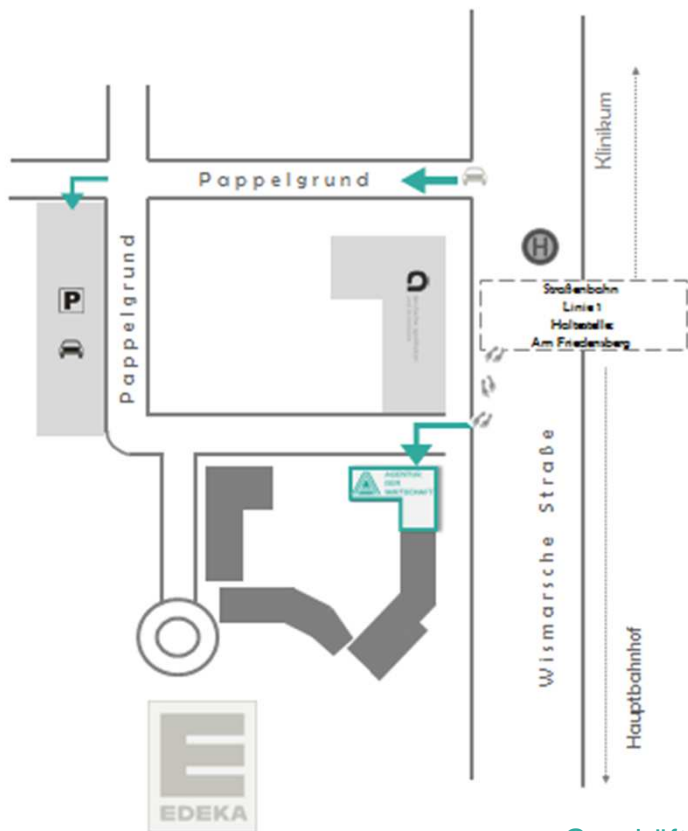 Klinikum
Pappelgrund
H
Pappelgrund
P
Straßenbahn
Linie 1
Haltestelle:
Am Friedensberg
AGENTUR
DER
WIRTSCHAFT
Wismarsche Straße
Hauptbahnhof
E
EDEKA